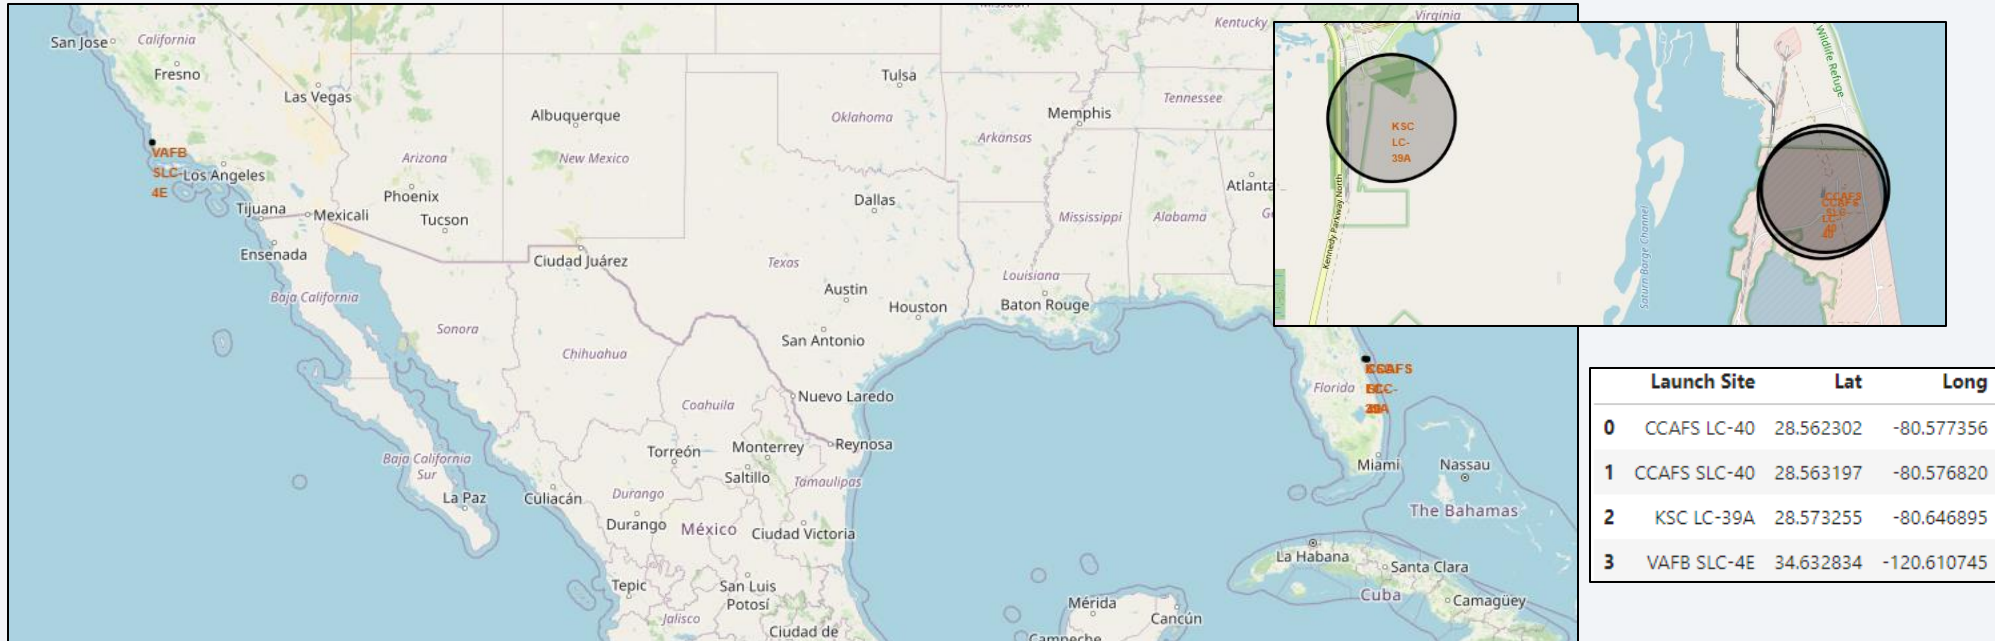 Missouri
Kentucky
Virginia
San Jose
California
Fresno
Las Vegas
Tulsa
Albuquerque
Oklahoma
Memphis
Tennessee
Arkansas
VAFB
SLC-
4E
Los Angeles
Arizona
New Mexico
Phoenix
Tucson
Dallas
Atlanta
Mississippi
Alabama
Tijuana
Mexicali
Ensenada
Ciudad Juárez
Texas
Louisiana
Baton Rouge
Austin
Houston
San Antonio
Baja California
Sonora
Chihuahua
Coahuila
Nuevo Laredo
Florida
Torreón
Monterrey
Reynosa
Saltillo
Tamaulipas
Baja California
Sur
La Paz
Culiacán
Durango
Durango
México
Ciudad Victoria
Miami
Nassau
The Bahamas
La Habana
Santa Clara
Cuba
Camagüey
Tepic
San Luis
Potosí
Jalisco
Ciudad de
Mérida
Cancún
Campeche
KSC
LC-
39A
Kennedy Parkway North
Saturn Barge Channel
Wildlife Refuge
CCAFS
SLC-
40
Launch Site Lat Long
0 CCAFS LC-40 28.562302 -80.577356
1 CCAFS SLC-40 28.563197 -80.576820
2 KSC LC-39A 28.573255 -80.646895
3 VAFB SLC-4E 34.632834 -120.610745